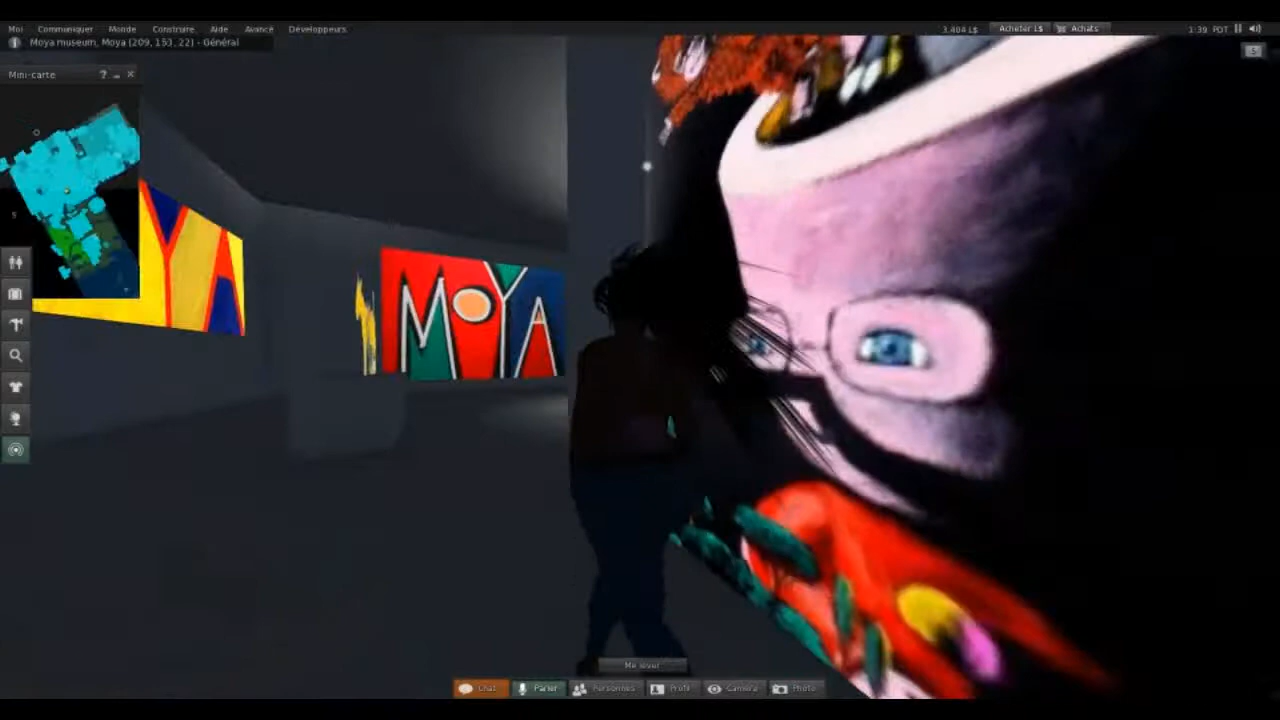 Moi Communiquer Monde Construire Aide Avancé Développeurs 3.404 L$ Acheter L$ Achats 1:39 PDT
Moya museum, Moya (209, 153, 22) - Général
Mini-carte ? _ ×
S
YA
MOYA
Me lever
Chat Parler Personnes Profil Caméra Photo